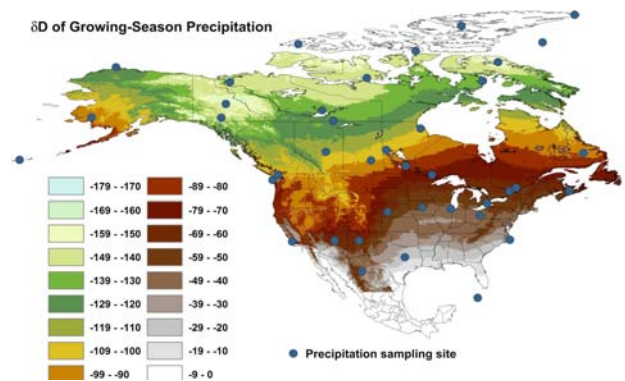 δD of Growing-Season Precipitation
-179 - -170
-169 - -160
-159 - -150
-149 - -140
-139 - -130
-129 - -120
-119 - -110
-109 - -100
-99 - -90
-89 - -80
-79 - -70
-69 - -60
-59 - -50
-49 - -40
-39 - -30
-29 - -20
-19 - -10
-9 - 0
Precipitation sampling site